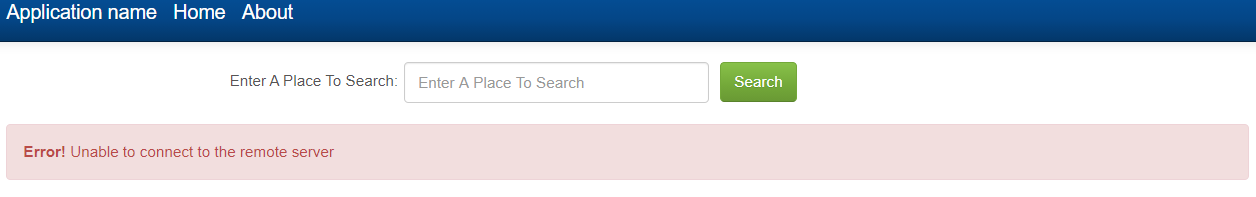 Application name Home About
Enter A Place To Search: Enter A Place To Search Search
Error! Unable to connect to the remote server